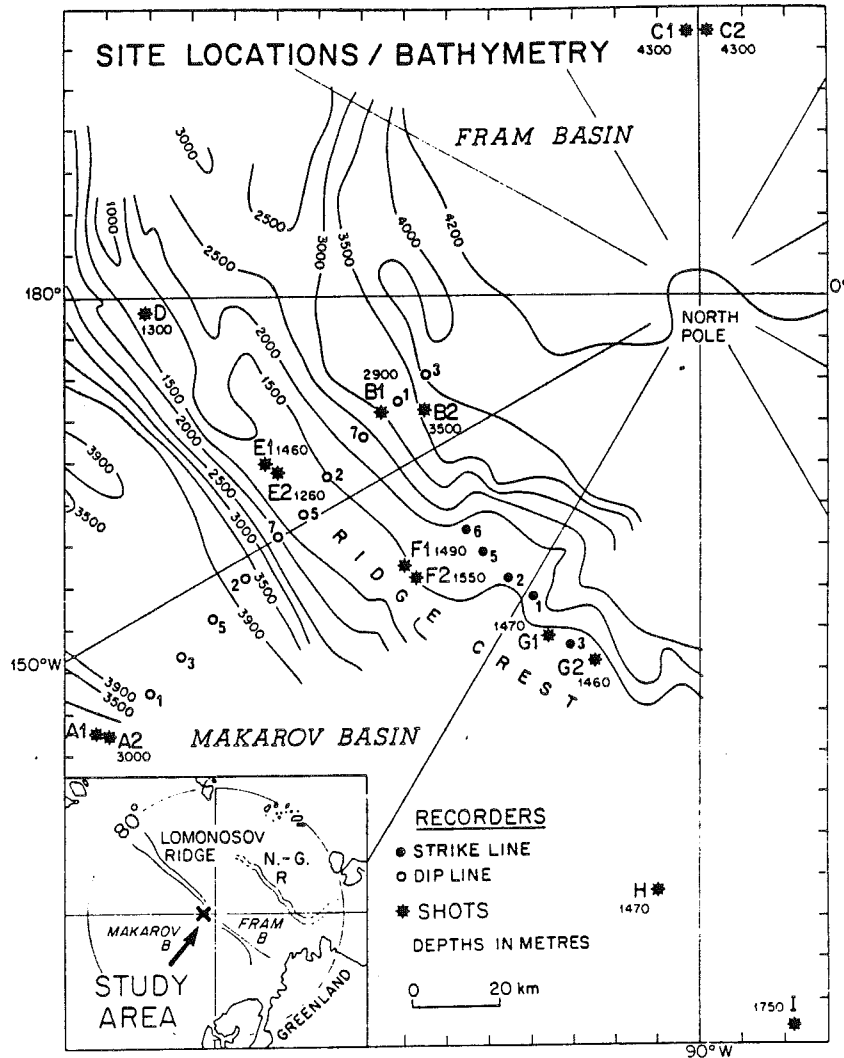 SITE LOCATIONS / BATHYMETRY
C1 C2
4300 4300
FRAM BASIN
3000
1000
2500
2500
3000
3500
4000
4200
180°
0°
NORTH
POLE
D
1300
2000
1500
1500
2000
2500
3000
3500
3900
3900
3500
2900
B1
1
3
B2
3500
7
E1 1460
E2 1260
2
5
7
2
5
3
1
RIDGE CREST
F1 1490
F2 1550
6
5
2
1
1470
G1
3
G2
1460
150°W
3900
3500
A1 A2
3000
MAKAROV BASIN
80°
LOMONOSOV
RIDGE
N.-G.
R
MAKAROV
B
FRAM
B
STUDY
AREA
GREENLAND
RECORDERS
STRIKE LINE
DIP LINE
SHOTS
DEPTHS IN METRES
0 20 km
H
1470
1750 I
90°W